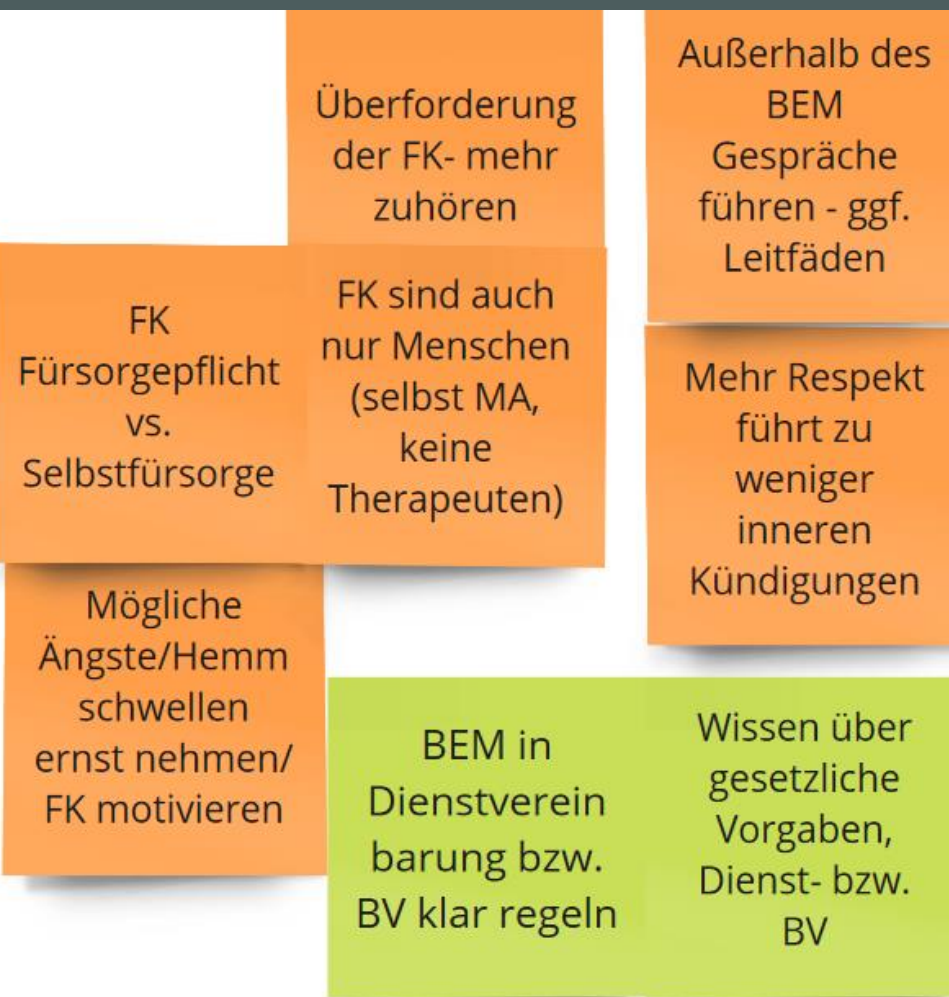 Überforderung
der FK- mehr
zuhören
Außerhalb des
BEM
Gespräche
führen - ggf.
Leitfäden
FK
Fürsorgepflicht
vs.
Selbstfürsorge
FK sind auch
nur Menschen
(selbst MA,
keine
Therapeuten)
Mehr Respekt
führt zu
weniger
inneren
Kündigungen
Mögliche
Ängste/Hemm
schwellen
ernst nehmen/
FK motivieren
BEM in
Dienstverein
barung bzw.
BV klar regeln
Wissen über
gesetzliche
Vorgaben,
Dienst- bzw.
BV